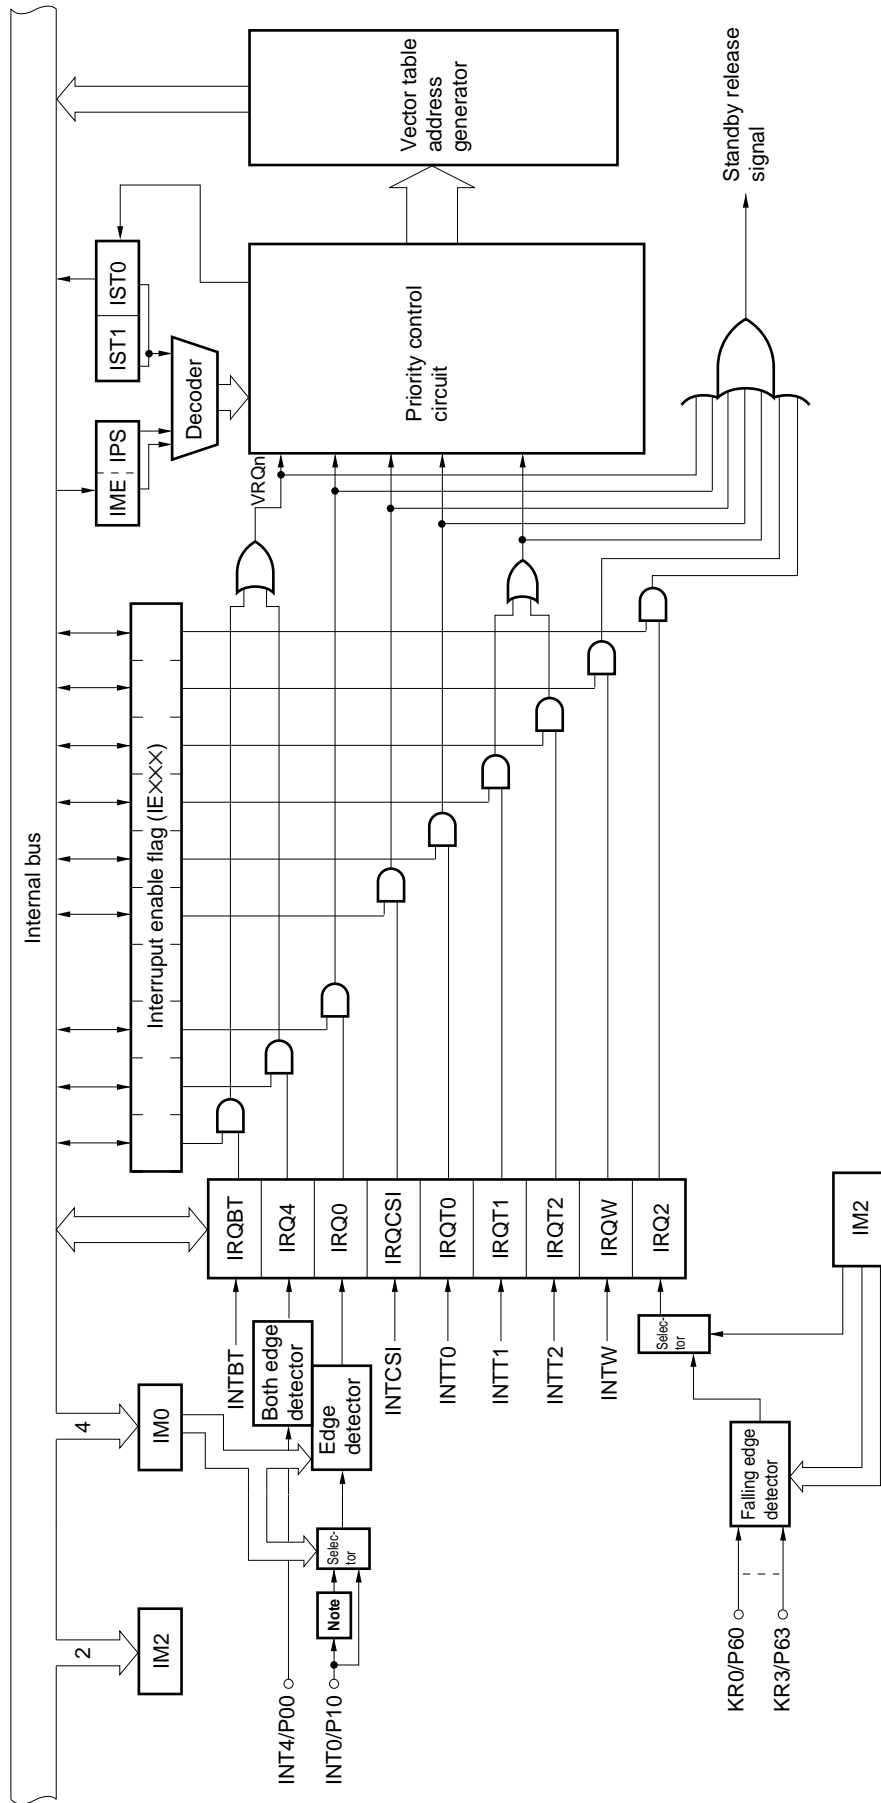 Internal bus
2
4
IM2
IM0
INT4/P00
INT0/P10
Note
Selec-
tor
Both edge
detector
Edge
detector
INTBT
INTCSI
INTT0
INTT1
INTT2
INTW
KR0/P60
KR3/P63
Falling edge
detector
Selec-
tor
IM2
IRQBT
IRQ4
IRQ0
IRQCSI
IRQT0
IRQT1
IRQT2
IRQW
IRQ2
Interruput enable flag (IE×××)
IME
IPS
IST1
IST0
Decoder
VRQn
Priority control
circuit
Vector table
address
generator
Standby release
signal